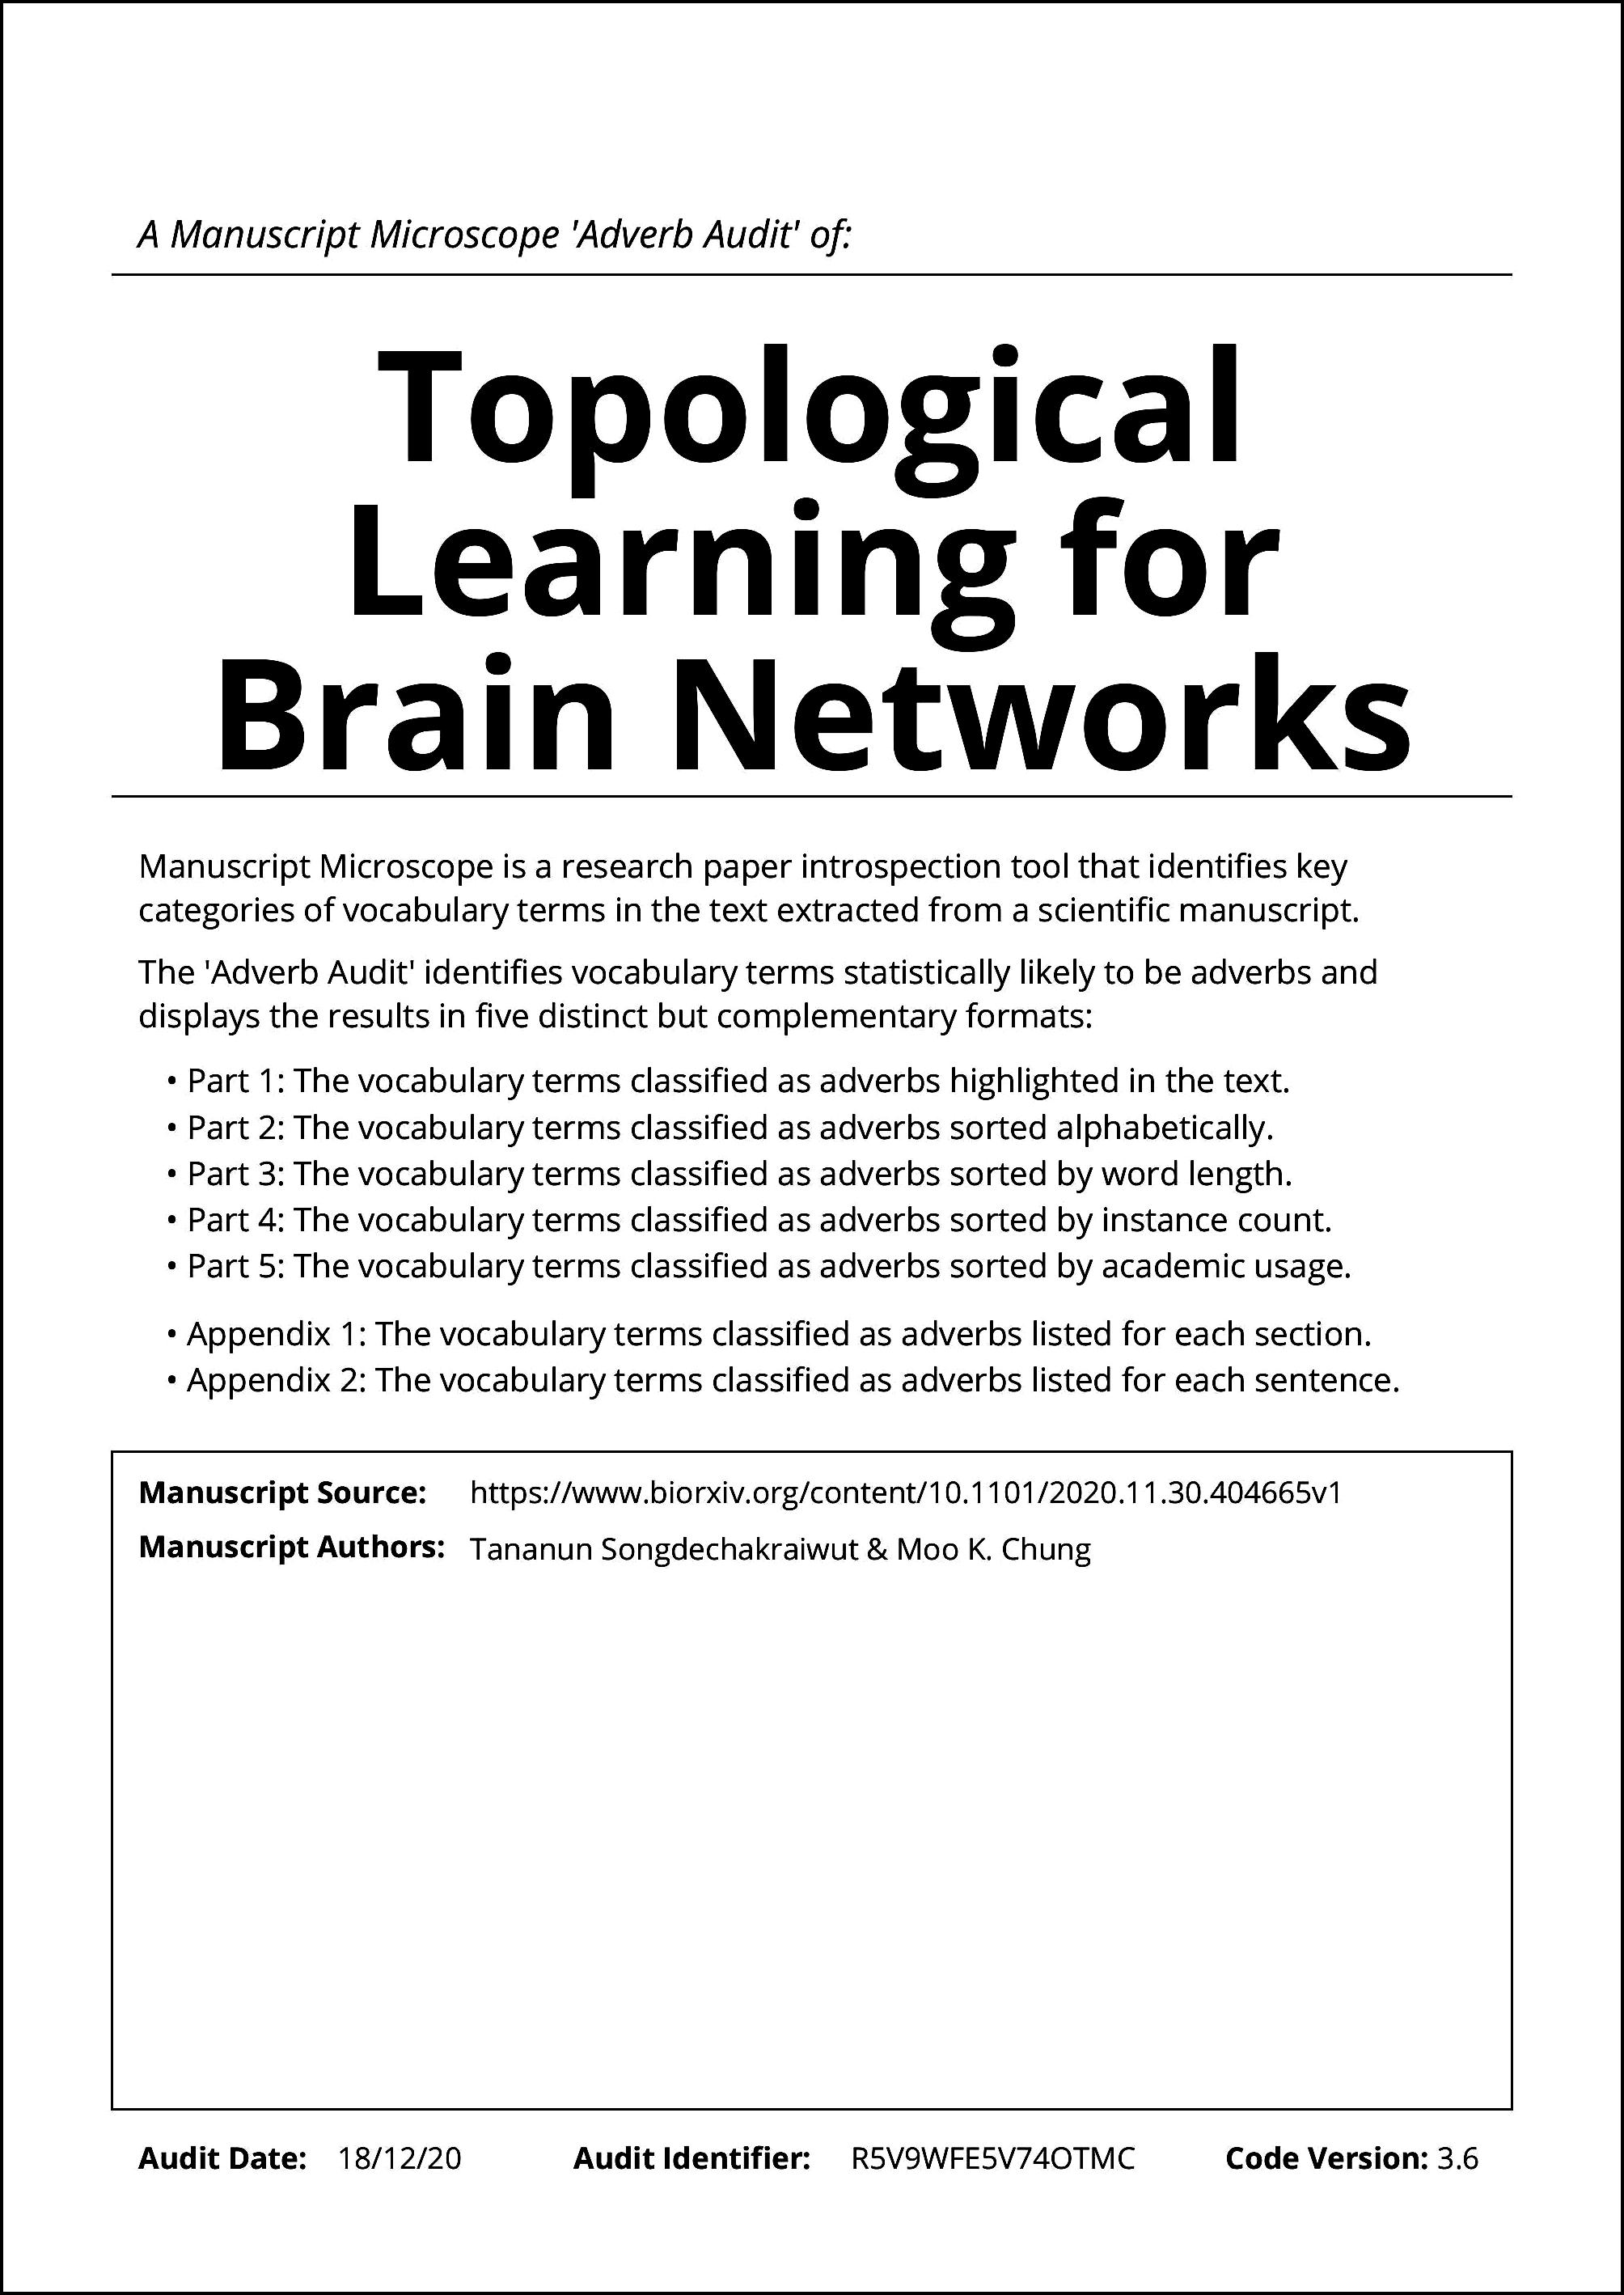 A Manuscript Microscope 'Adverb Audit' of:
Topological
Learning for
Brain Networks
Manuscript Microscope is a research paper introspection tool that identifies key
categories of vocabulary terms in the text extracted from a scientific manuscript.
The 'Adverb Audit' identifies vocabulary terms statistically likely to be adverbs and
displays the results in five distinct but complementary formats:
• Part 1: The vocabulary terms classified as adverbs highlighted in the text.
• Part 2: The vocabulary terms classified as adverbs sorted alphabetically.
• Part 3: The vocabulary terms classified as adverbs sorted by word length.
• Part 4: The vocabulary terms classified as adverbs sorted by instance count.
• Part 5: The vocabulary terms classified as adverbs sorted by academic usage.
• Appendix 1: The vocabulary terms classified as adverbs listed for each section.
• Appendix 2: The vocabulary terms classified as adverbs listed for each sentence.
Manuscript Source: https://www.biorxiv.org/content/10.1101/2020.11.30.404665v1
Manuscript Authors: Tananun Songdechakraiwut & Moo K. Chung
Audit Date: 18/12/20 Audit Identifier: R5V9WFE5V74OTMC Code Version: 3.6